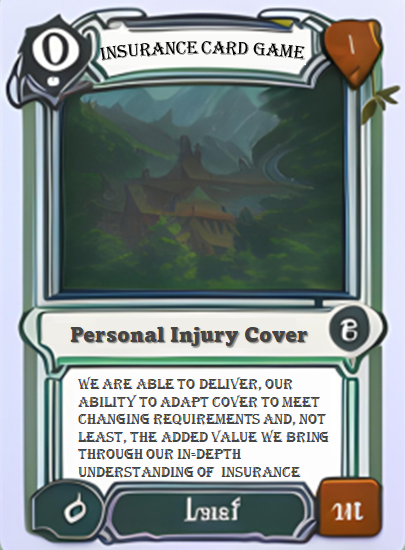 0
INSURANCE CARD GAME
Personal Injury Cover
B
WE ARE ABLE TO DELIVER, OUR
ABILITY TO ADAPT COVER TO MEET
CHANGING REQUIREMENTS AND, NOT
LEAST, THE ADDED VALUE WE BRING
THROUGH OUR IN-DEPTH
UNDERSTANDING OF INSURANCE